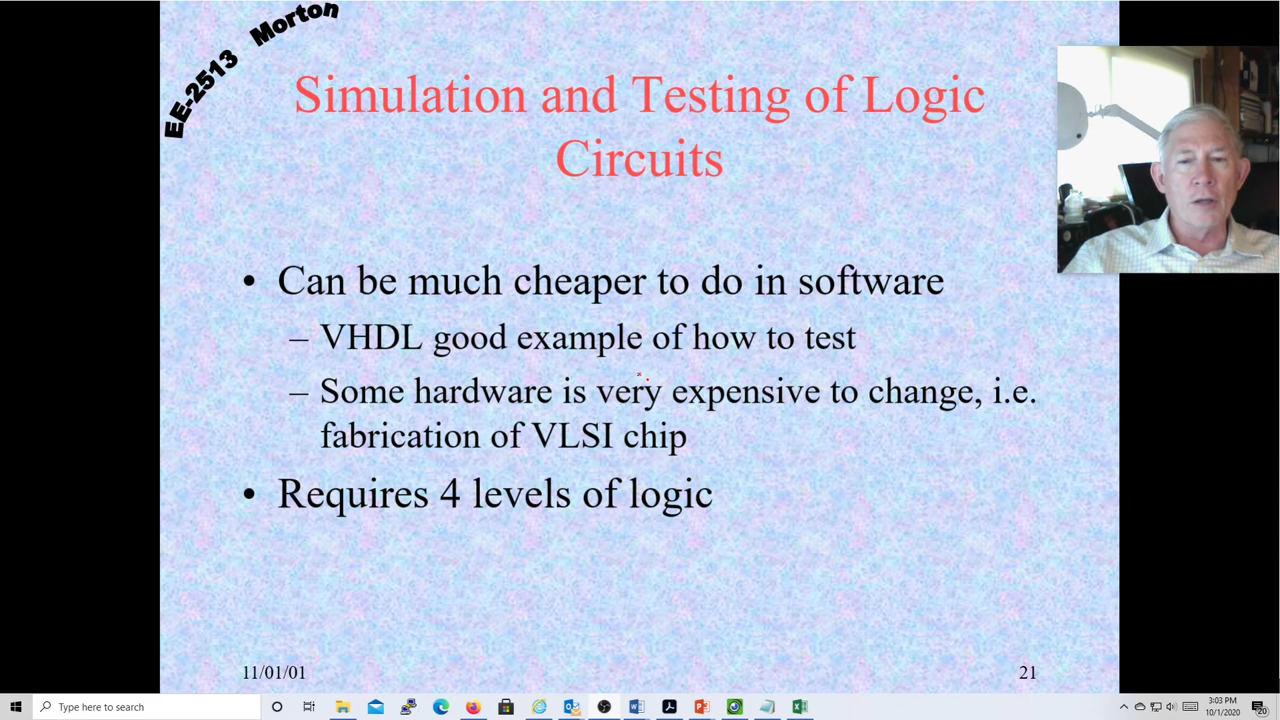 EE-2513 Morton
Simulation and Testing of Logic
Circuits
• Can be much cheaper to do in software
– VHDL good example of how to test
– Some hardware is very expensive to change, i.e.
fabrication of VLSI chip
• Requires 4 levels of logic
11/01/01
21
Type here to search
3:03 PM
10/1/2020
20